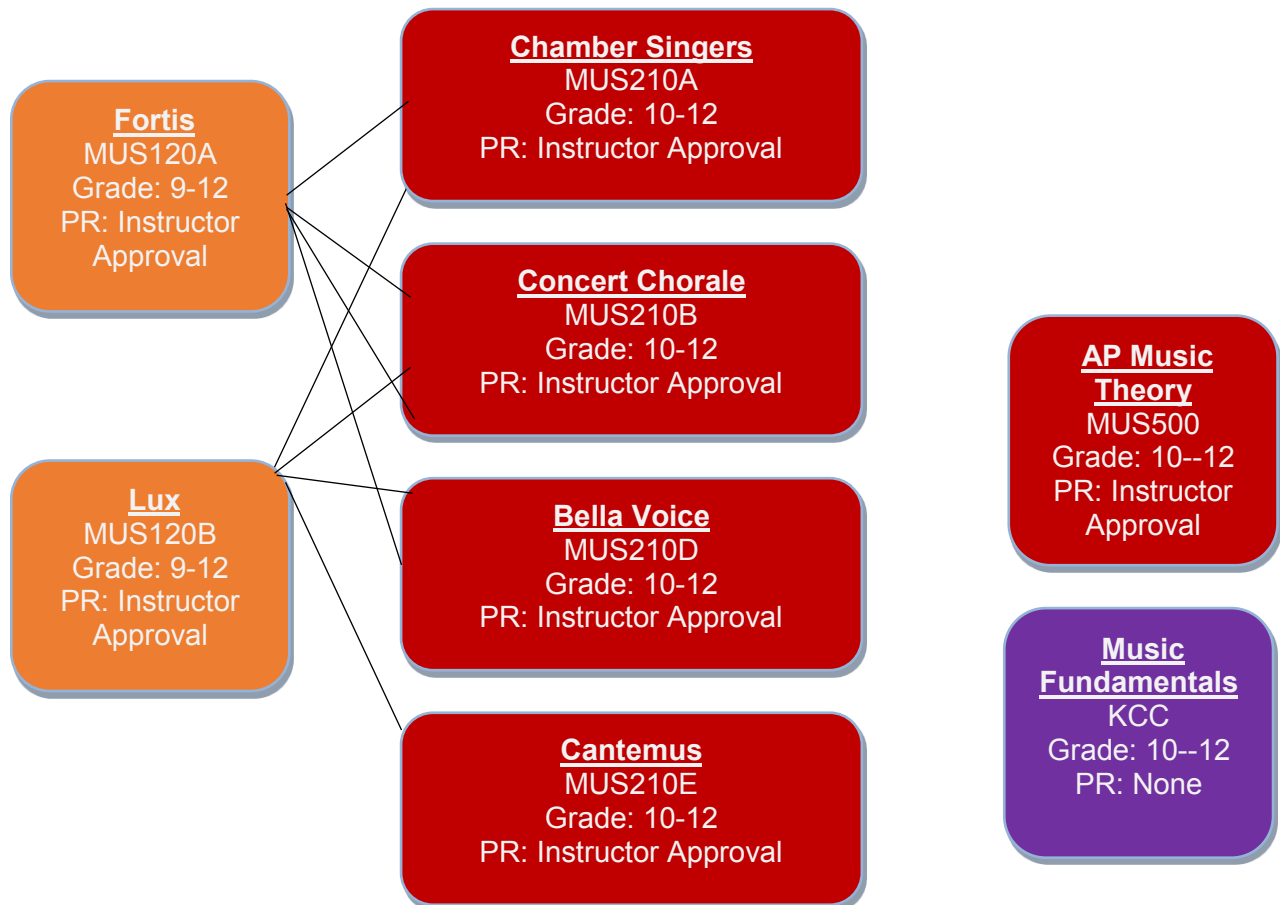 Fortis
MUS120A
Grade: 9-12
PR: Instructor
Approval
Lux
MUS120B
Grade: 9-12
PR: Instructor
Approval
Chamber Singers
MUS210A
Grade: 10-12
PR: Instructor Approval
Concert Chorale
MUS210B
Grade: 10-12
PR: Instructor Approval
Bella Voice
MUS210D
Grade: 10-12
PR: Instructor Approval
Cantemus
MUS210E
Grade: 10-12
PR: Instructor Approval
AP Music
Theory
MUS500
Grade: 10--12
PR: Instructor
Approval
Music
Fundamentals
KCC
Grade: 10--12
PR: None